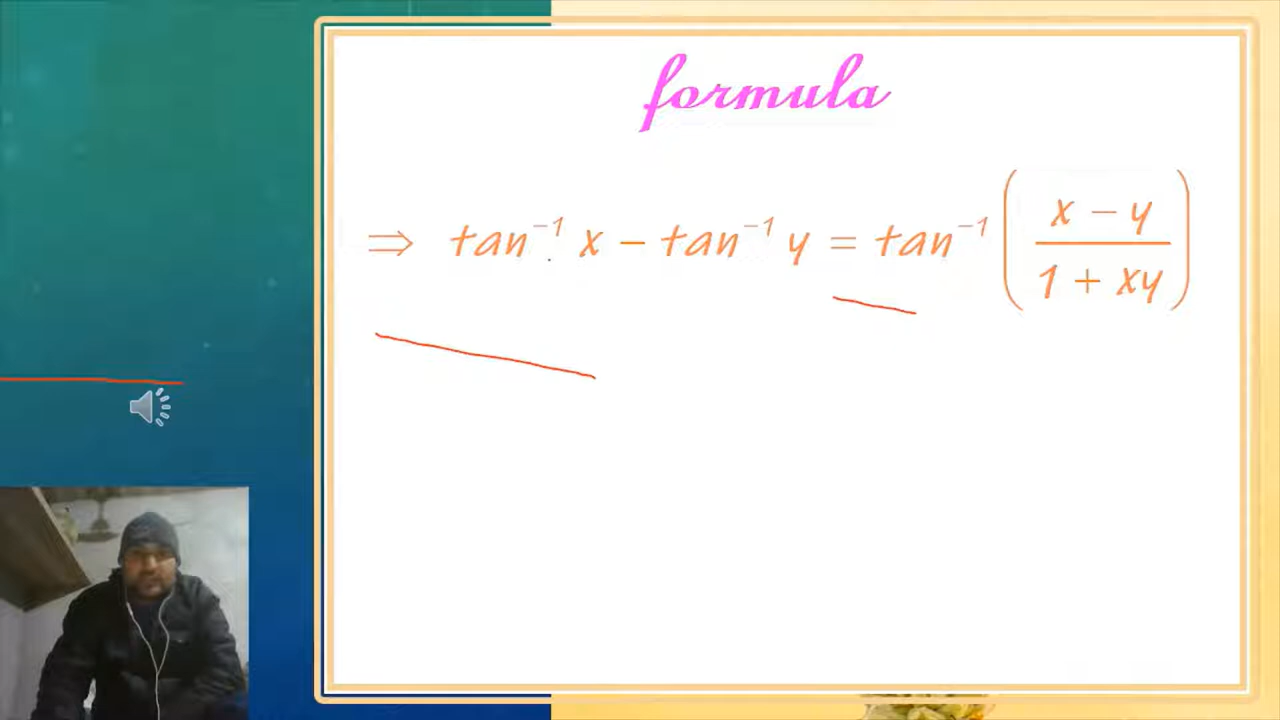 formula
⇒ tan⁻¹ x − tan⁻¹ y = tan⁻¹ ( (x − y) / (1 + xy) )